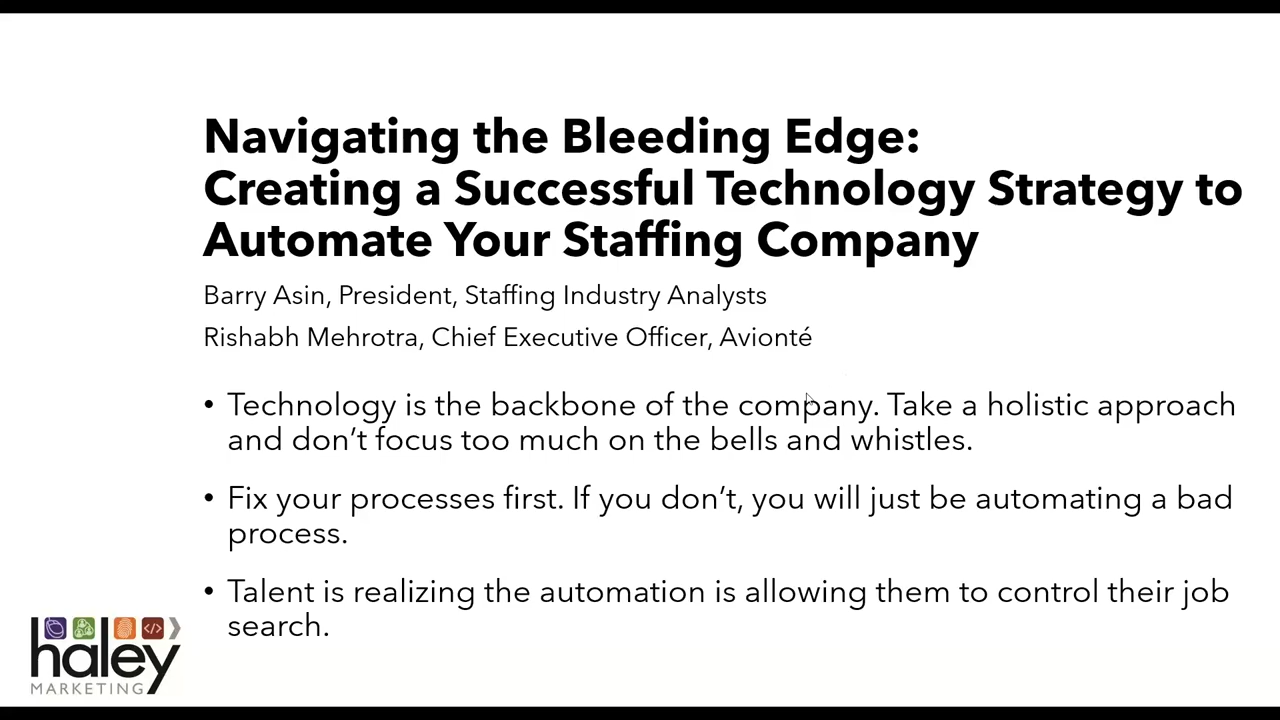 Navigating the Bleeding Edge:
Creating a Successful Technology Strategy to
Automate Your Staffing Company
Barry Asin, President, Staffing Industry Analysts
Rishabh Mehrotra, Chief Executive Officer, Avionté
• Technology is the backbone of the company. Take a holistic approach
and don’t focus too much on the bells and whistles.
• Fix your processes first. If you don’t, you will just be automating a bad
process.
• Talent is realizing the automation is allowing them to control their job
search.
</>
haley
MARKETING